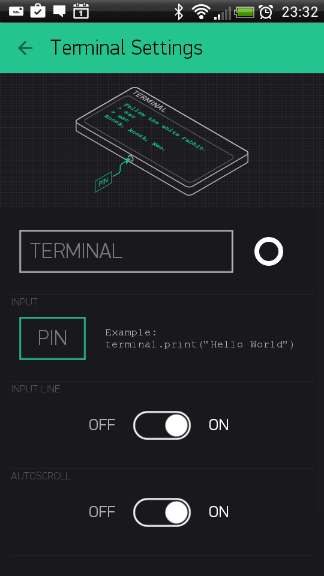 1
23:32
Terminal Settings
TERMINAL
Follow the white rabbit.
knock, knock, Neo.
PIN
TERMINAL
INPUT
PIN
Example:
terminal.print("Hello World")
INPUT LINE
OFF
ON
AUTOSCROLL
OFF
ON